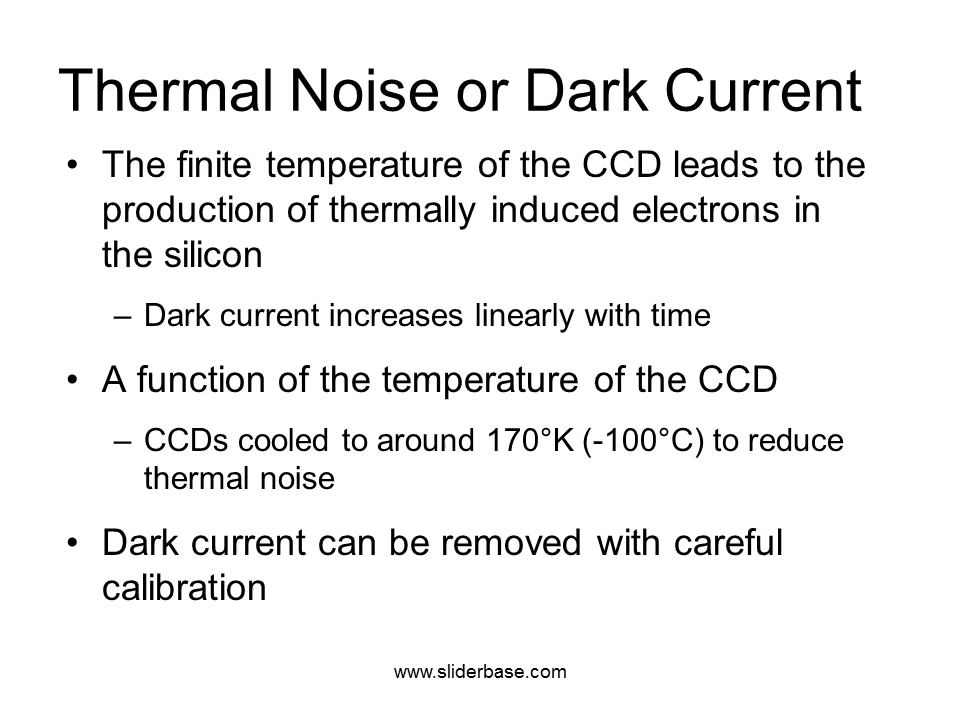 Thermal Noise or Dark Current
• The finite temperature of the CCD leads to the
production of thermally induced electrons in
the silicon
– Dark current increases linearly with time
• A function of the temperature of the CCD
– CCDs cooled to around 170°K (-100°C) to reduce
thermal noise
• Dark current can be removed with careful
calibration
www.sliderbase.com